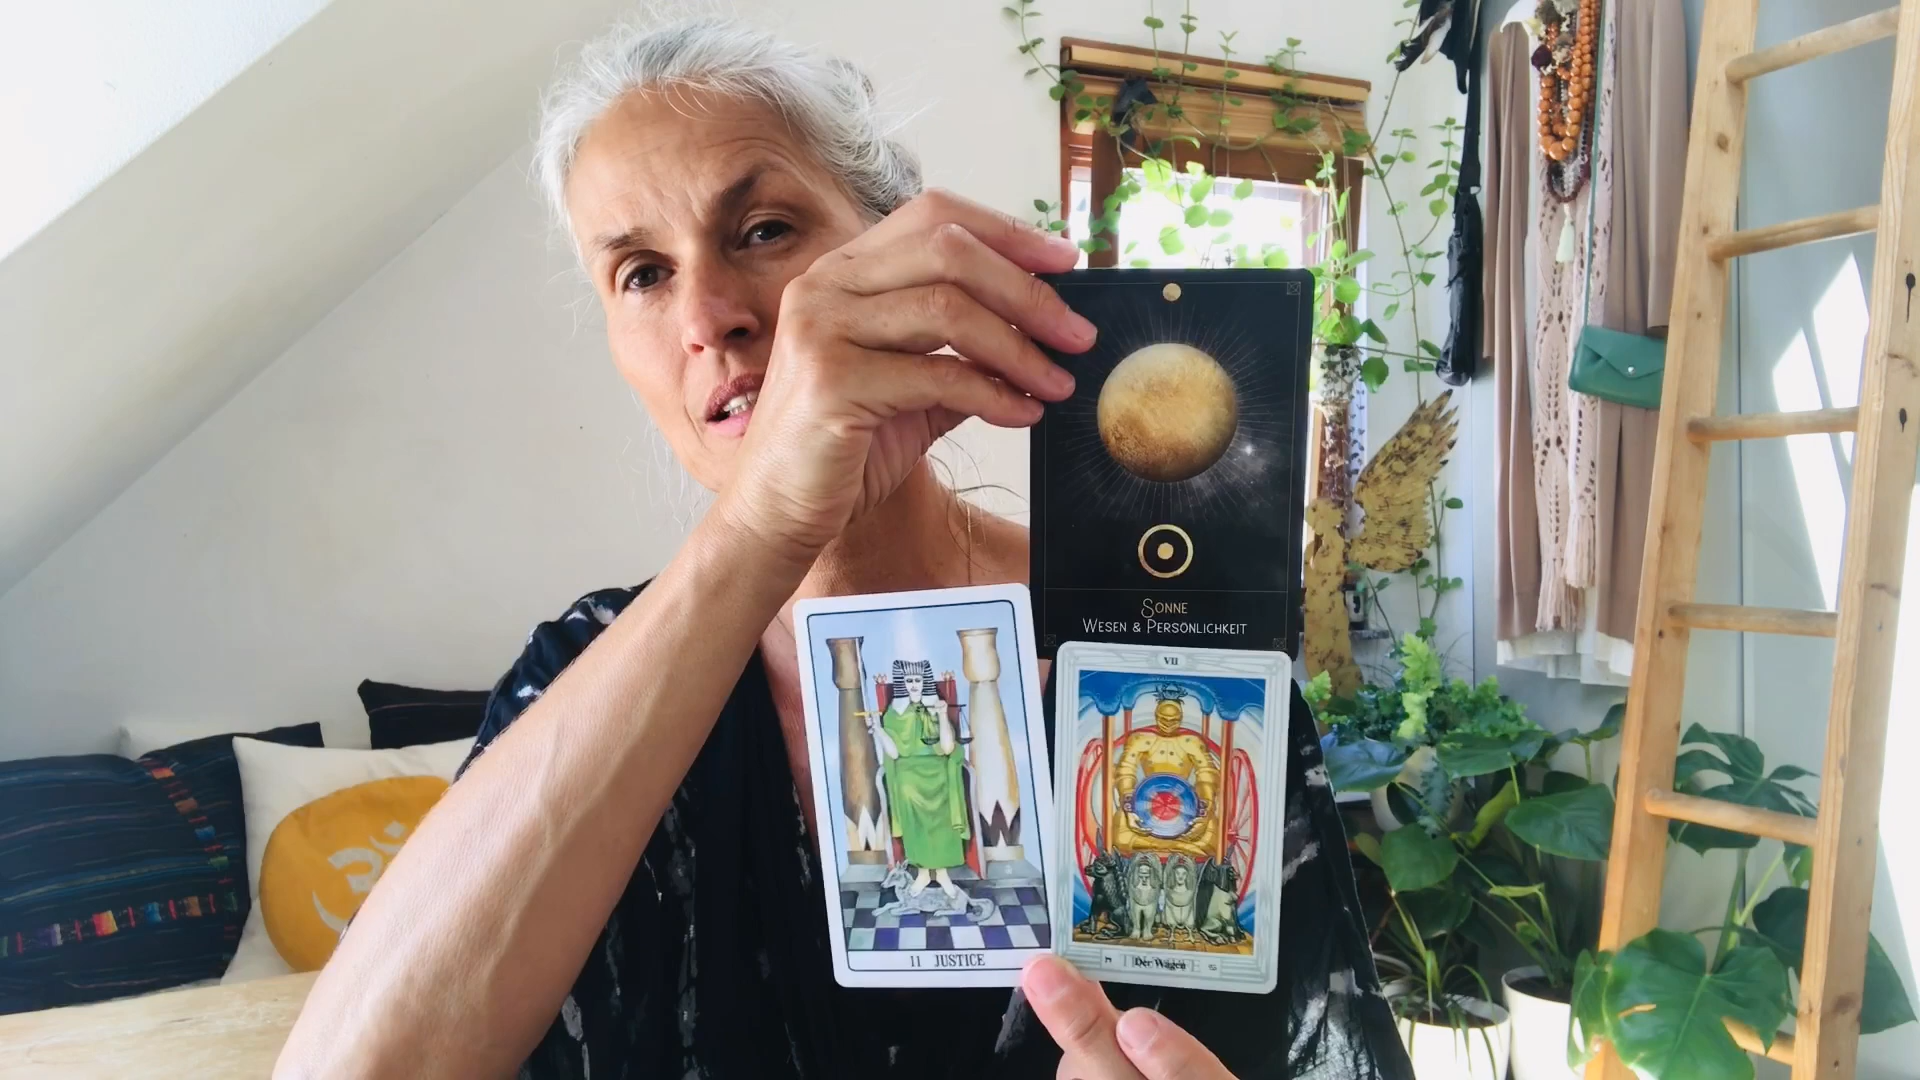 SONNE
WESEN & PERSÖNLICHKEIT
VII
11 JUSTICE
Der Wagen